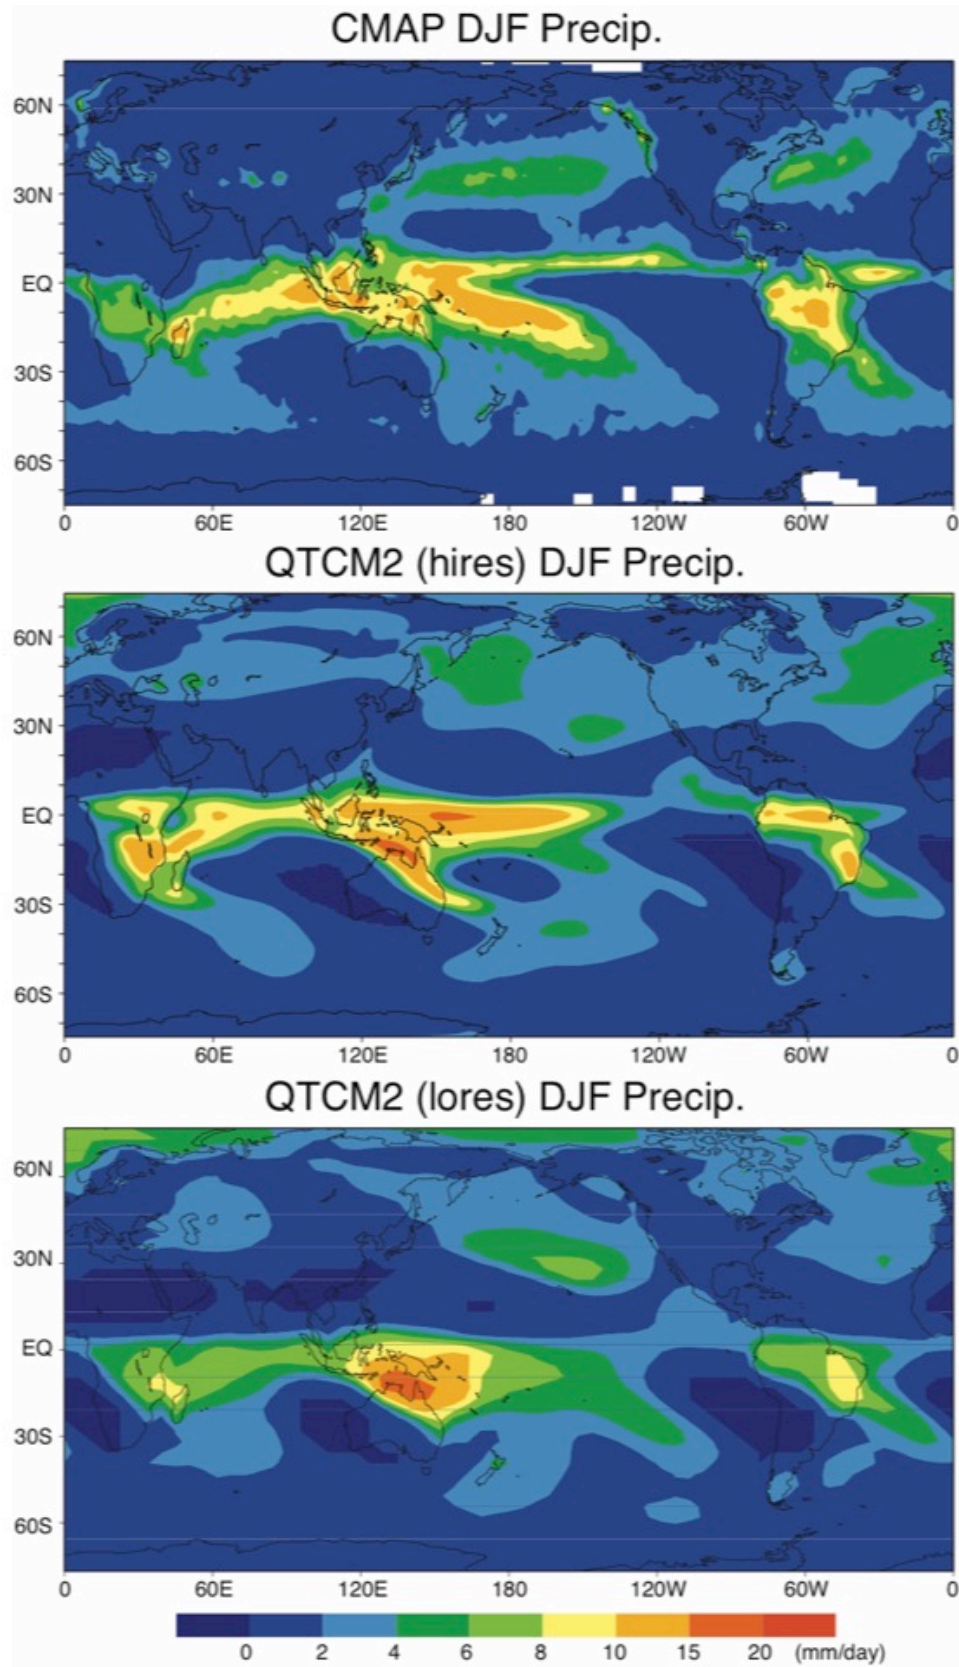 CMAP DJF Precip.
60N
30N
EQ
30S
60S
0 60E 120E 180 120W 60W 0
QTCM2 (hires) DJF Precip.
60N
30N
EQ
30S
60S
0 60E 120E 180 120W 60W 0
QTCM2 (lores) DJF Precip.
60N
30N
EQ
30S
60S
0 60E 120E 180 120W 60W 0
0 2 4 6 8 10 15 20 (mm/day)